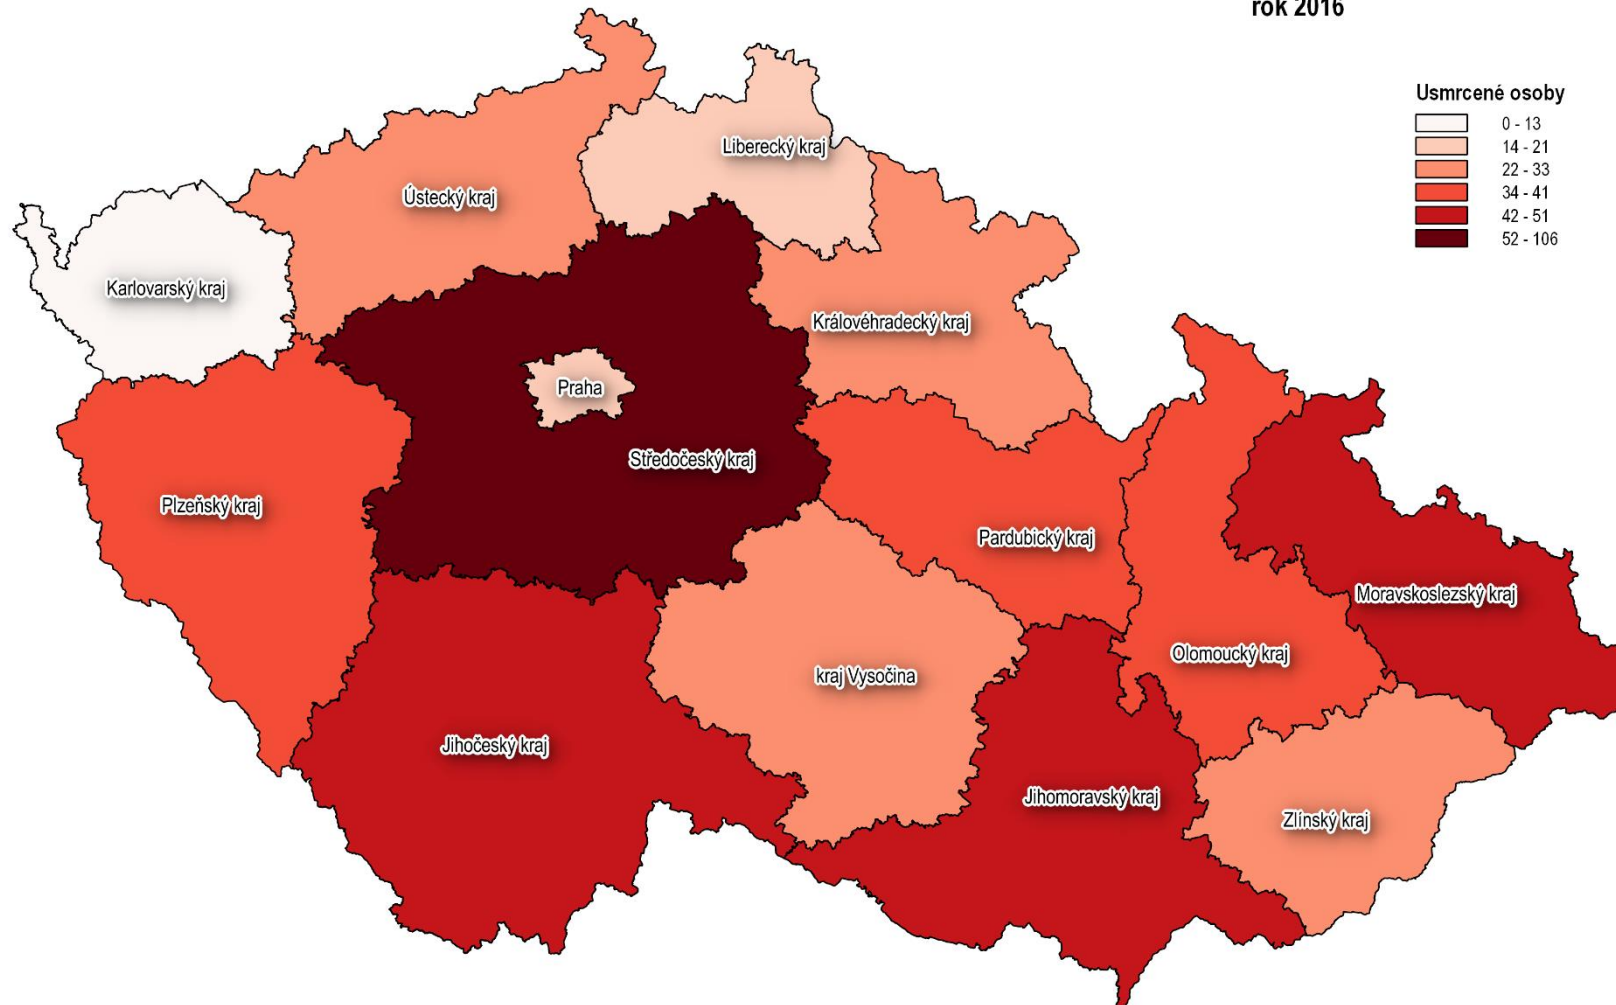 rok 2016
Usmrcené osoby
0 - 13
14 - 21
22 - 33
34 - 41
42 - 51
52 - 106
Liberecký kraj
Ústecký kraj
Karlovarský kraj
Královéhradecký kraj
Praha
Středočeský kraj
Plzeňský kraj
Pardubický kraj
Moravskoslezský kraj
Olomoucký kraj
kraj Vysočina
Jihočeský kraj
Jihomoravský kraj
Zlínský kraj